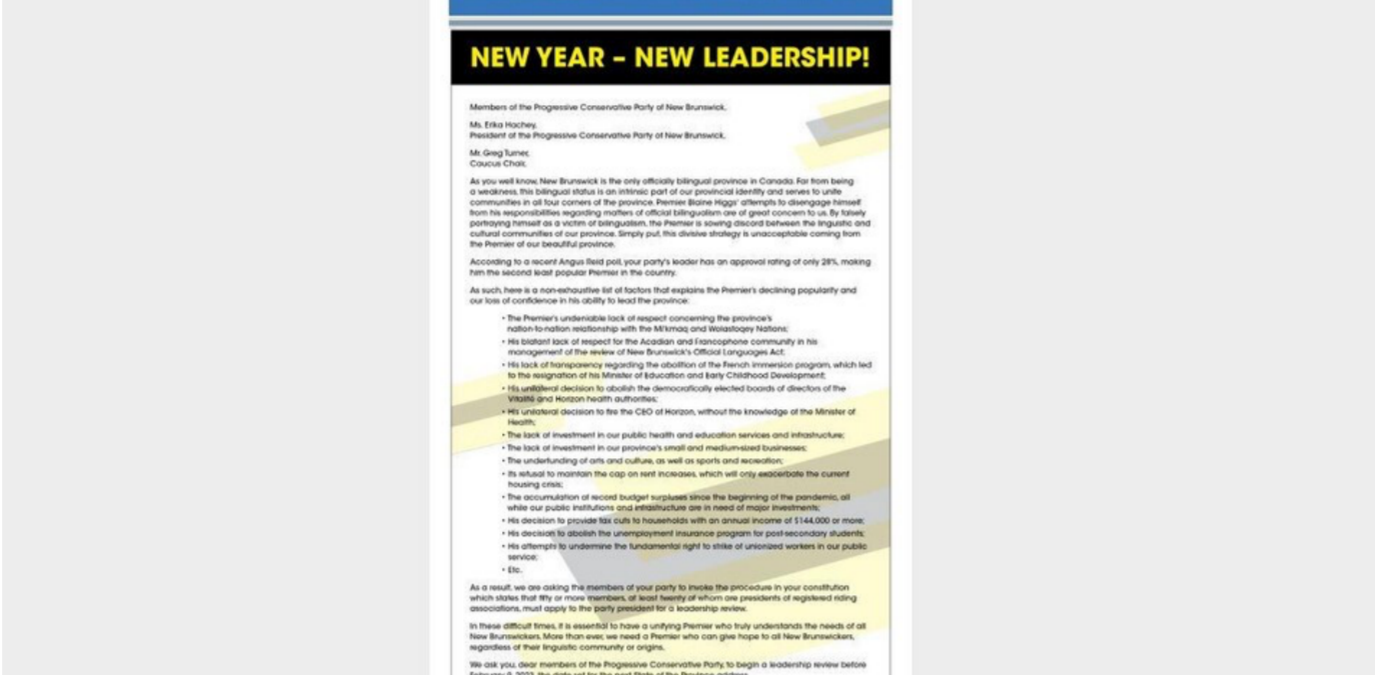 NEW YEAR – NEW LEADERSHIP!
Members of the Progressive Conservative Party of New Brunswick,
Ms. Erika Hachey,
President of the Progressive Conservative Party of New Brunswick,
Mr. Greg Turner,
Caucus Chair,
As you well know, New Brunswick is the only officially bilingual province in Canada. Far from being
a weakness, this bilingual status is an intrinsic part of our provincial identity and serves to unite
communities in all four corners of the province. Premier Blaine Higgs' attempts to disengage himself
from his responsibilities regarding matters of official bilingualism are of great concern to us. By falsely
portraying himself as a victim of bilingualism, the Premier is sowing discord between the linguistic and
cultural communities of our province. Simply put, this divisive strategy is unacceptable coming from
the Premier of our beautiful province.
According to a recent Angus Reid poll, your party's leader has an approval rating of only 28%, making
him the second least popular Premier in the country.
As such, here is a non-exhaustive list of factors that explains the Premier's declining popularity and
our loss of confidence in his ability to lead the province:
• The Premier's undeniable lack of respect concerning the province's
nation-to-nation relationship with the Mi'kmaq and Wolastoqey Nations;
• His blatant lack of respect for the Acadian and Francophone community in his
management of the review of New Brunswick's Official Languages Act;
• His lack of transparency regarding the abolition of the French immersion program, which led
to the resignation of his Minister of Education and Early Childhood Development;
• His unilateral decision to abolish the democratically elected boards of directors of the
Vitalité and Horizon health authorities;
• His unilateral decision to fire the CEO of Horizon, without the knowledge of the Minister of
Health;
• The lack of investment in our public health and education services and infrastructure;
• The lack of investment in our province's small and medium-sized businesses;
• The underfunding of arts and culture, as well as sports and recreation;
• Its refusal to maintain the cap on rent increases, which will only exacerbate the current
housing crisis;
• The accumulation of record budget surpluses since the beginning of the pandemic, all
while our public institutions and infrastructure are in need of major investments;
• His decision to provide tax cuts to households with an annual income of $144,000 or more;
• His decision to abolish the unemployment insurance program for post-secondary students;
• His attempts to undermine the fundamental right to strike of unionized workers in our public
service;
• Etc.
As a result, we are asking the members of your party to invoke the procedure in your constitution
which states that fifty or more members, at least twenty of whom are presidents of registered riding
associations, must apply to the party president for a leadership review.
In these difficult times, it is essential to have a unifying Premier who truly understands the needs of all
New Brunswickers. More than ever, we need a Premier who can give hope to all New Brunswickers,
regardless of their linguistic community or origins.
We ask you, dear members of the Progressive Conservative Party, to begin a leadership review before